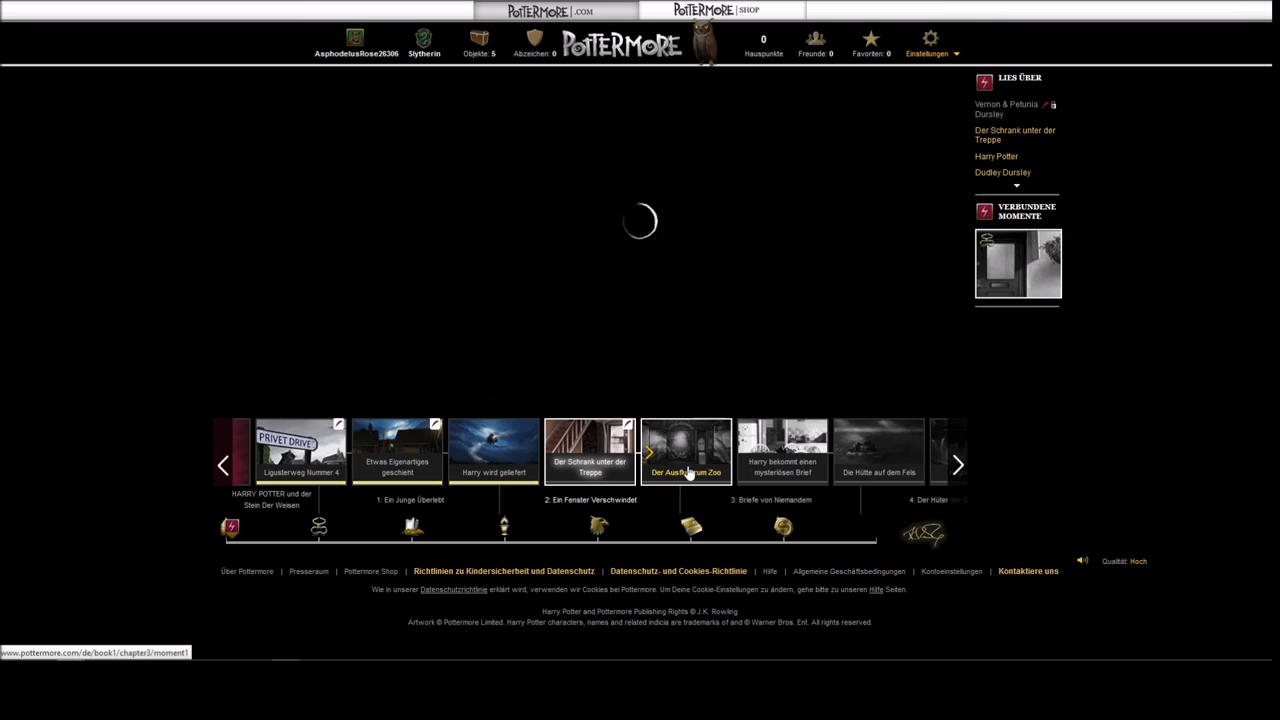 POTTERMORE .COM
POTTERMORE SHOP
AsphodelusRose26306
Slytherin
Objekte: 5
Abzeichen: 0
POTTERMORE
0
Hauspunkte
Freunde: 0
Favoriten: 0
Einstellungen
LIES ÜBER
Vernon & Petunia
Dursley
Der Schrank unter der
Treppe
Harry Potter
Dudley Dursley
VERBUNDENE
MOMENTE
PRIVET DRIVE
Ligusterweg Nummer 4
Etwas Eigenartiges
geschieht
Harry wird geliefert
Der Schrank unter der
Treppe
Der Ausflug zum Zoo
Harry bekommt einen
mysteriösen Brief
Die Hütte auf dem Fels
HARRY POTTER und der
Stein Der Weisen
1: Ein Junge Überlebt
2: Ein Fenster Verschwindet
3: Briefe von Niemandem
4: Der Hüter der
Qualität: Hoch
Über Pottermore | Presseraum | Pottermore Shop | Richtlinien zu Kindersicherheit und Datenschutz | Datenschutz- und Cookies-Richtlinie | Hilfe | Allgemeine Geschäftsbedingungen | Kontoeinstellungen | Kontaktiere uns
Wie in unserer Datenschutzrichtlinie erklärt wird, verwenden wir Cookies bei Pottermore. Um Deine Cookie-Einstellungen zu ändern, gehe bitte zu unseren Hilfe Seiten.
Harry Potter and Pottermore Publishing Rights © J.K. Rowling
Artwork © Pottermore Limited. Harry Potter characters, names and related indicia are trademarks of and © Warner Bros. Ent. All rights reserved.
www.pottermore.com/de/book1/chapter3/moment1